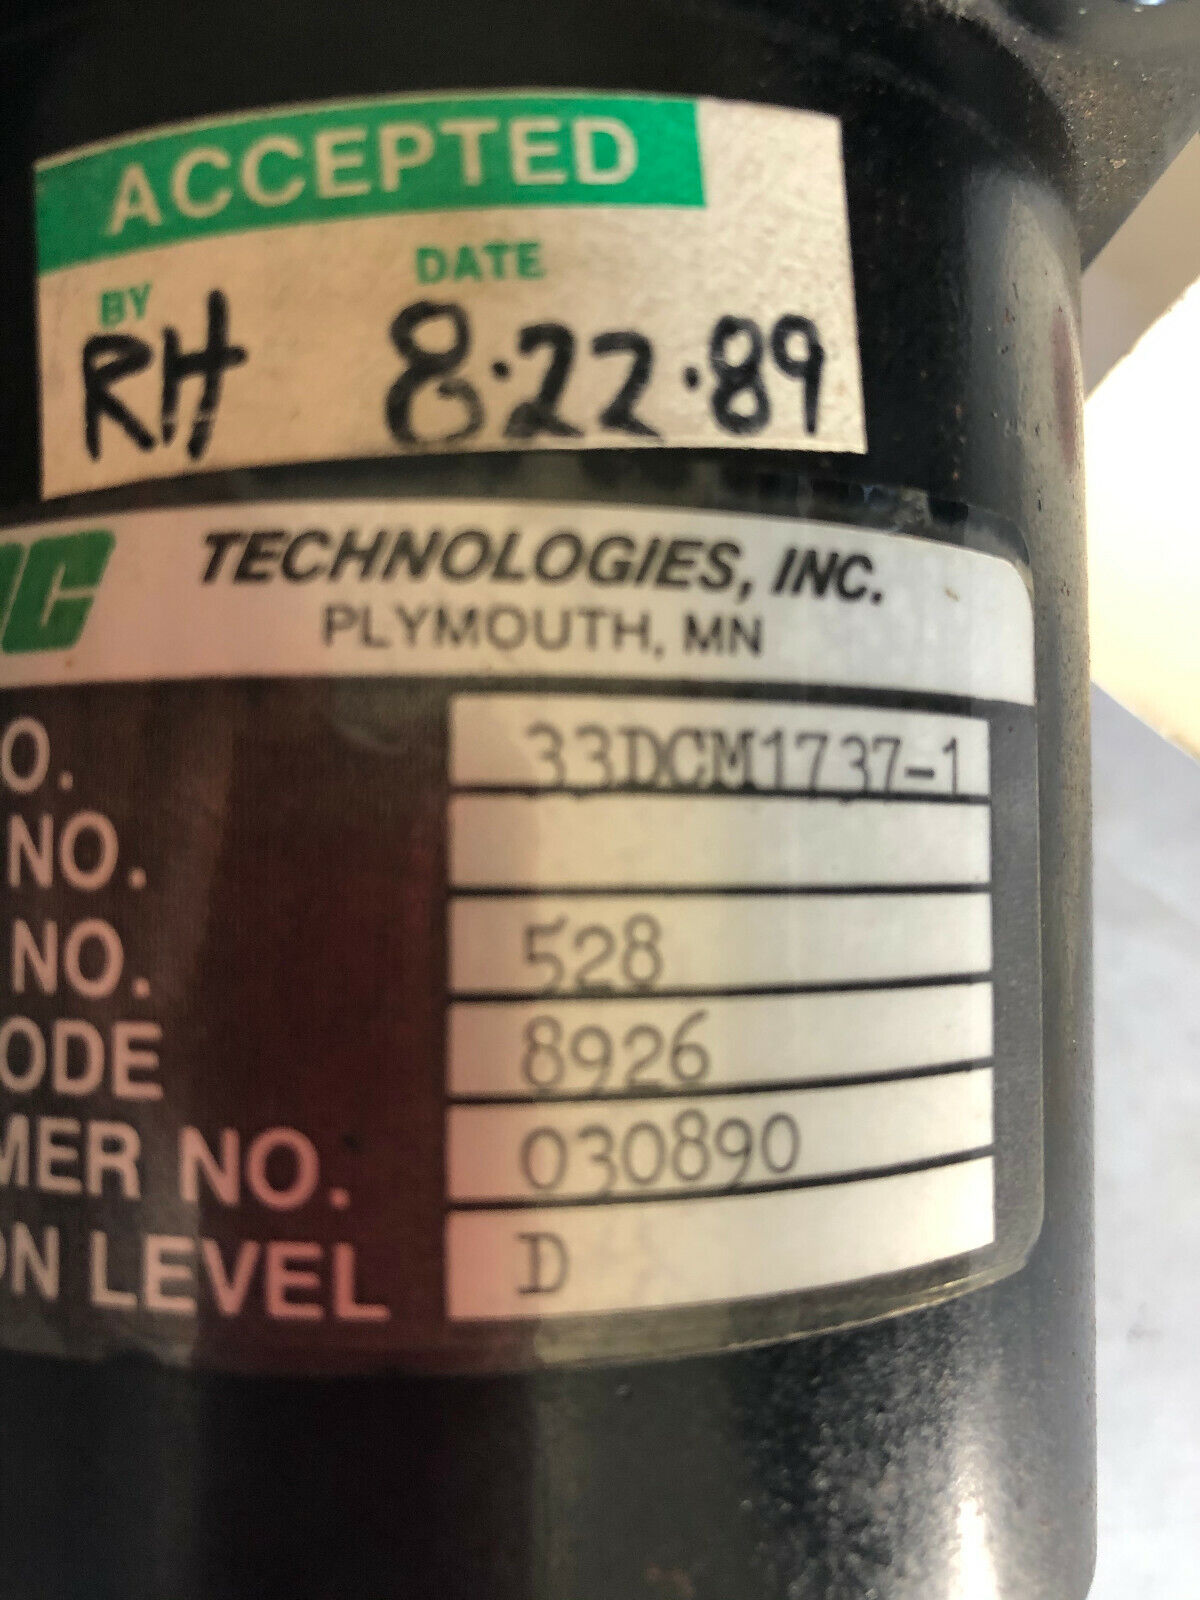 ACCEPTED
BY DATE
RH 8·22·89
TECHNOLOGIES, INC.
PLYMOUTH, MN
O. 33DCM1737-1
NO.
NO. 528
ODE 8926
MER NO. 030890
ON LEVEL D